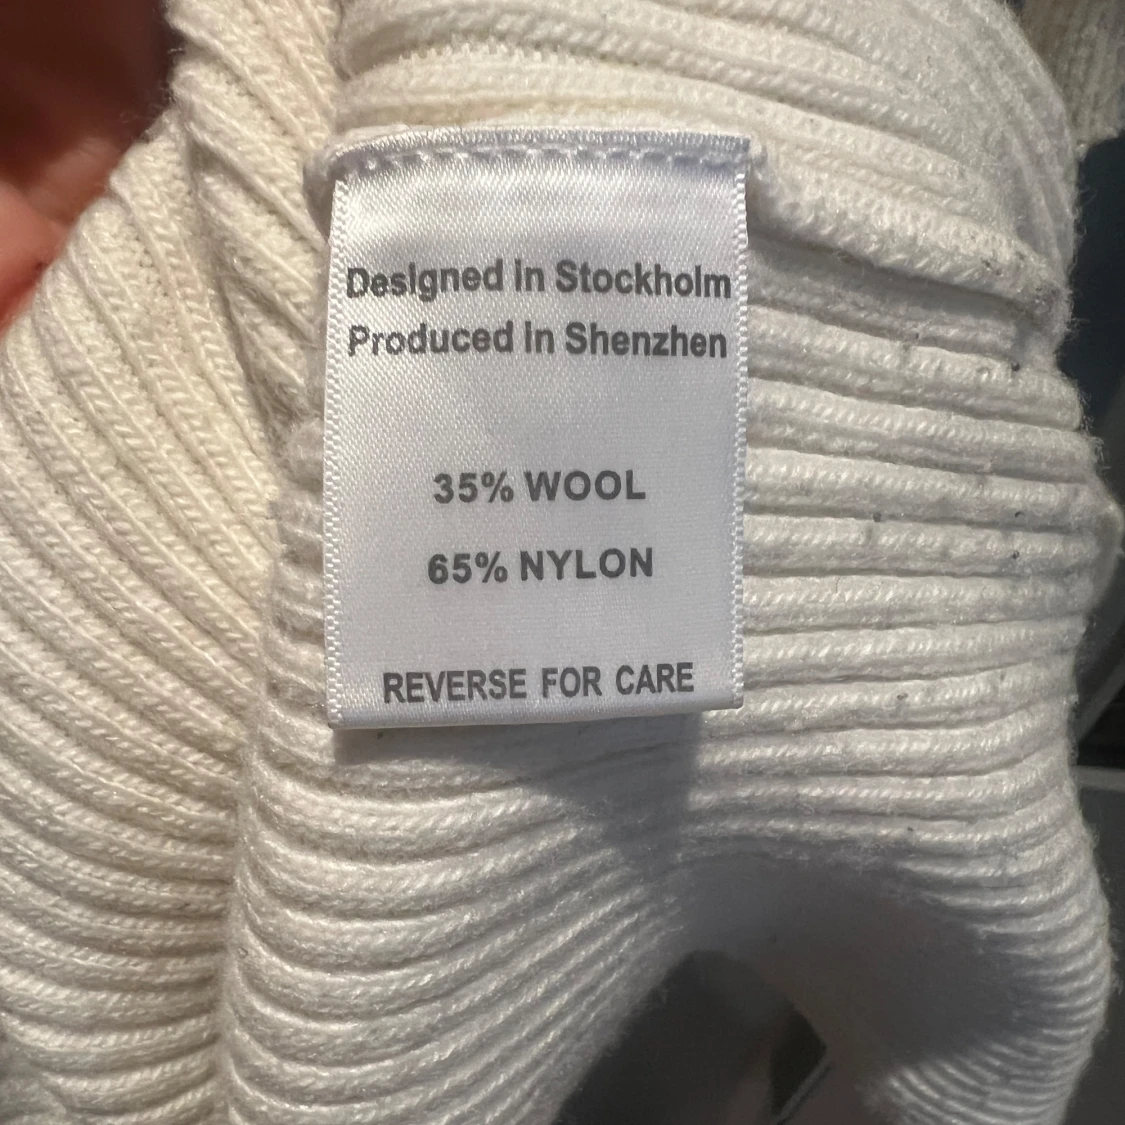 Designed in Stockholm
Produced in Shenzhen
35% WOOL
65% NYLON
REVERSE FOR CARE